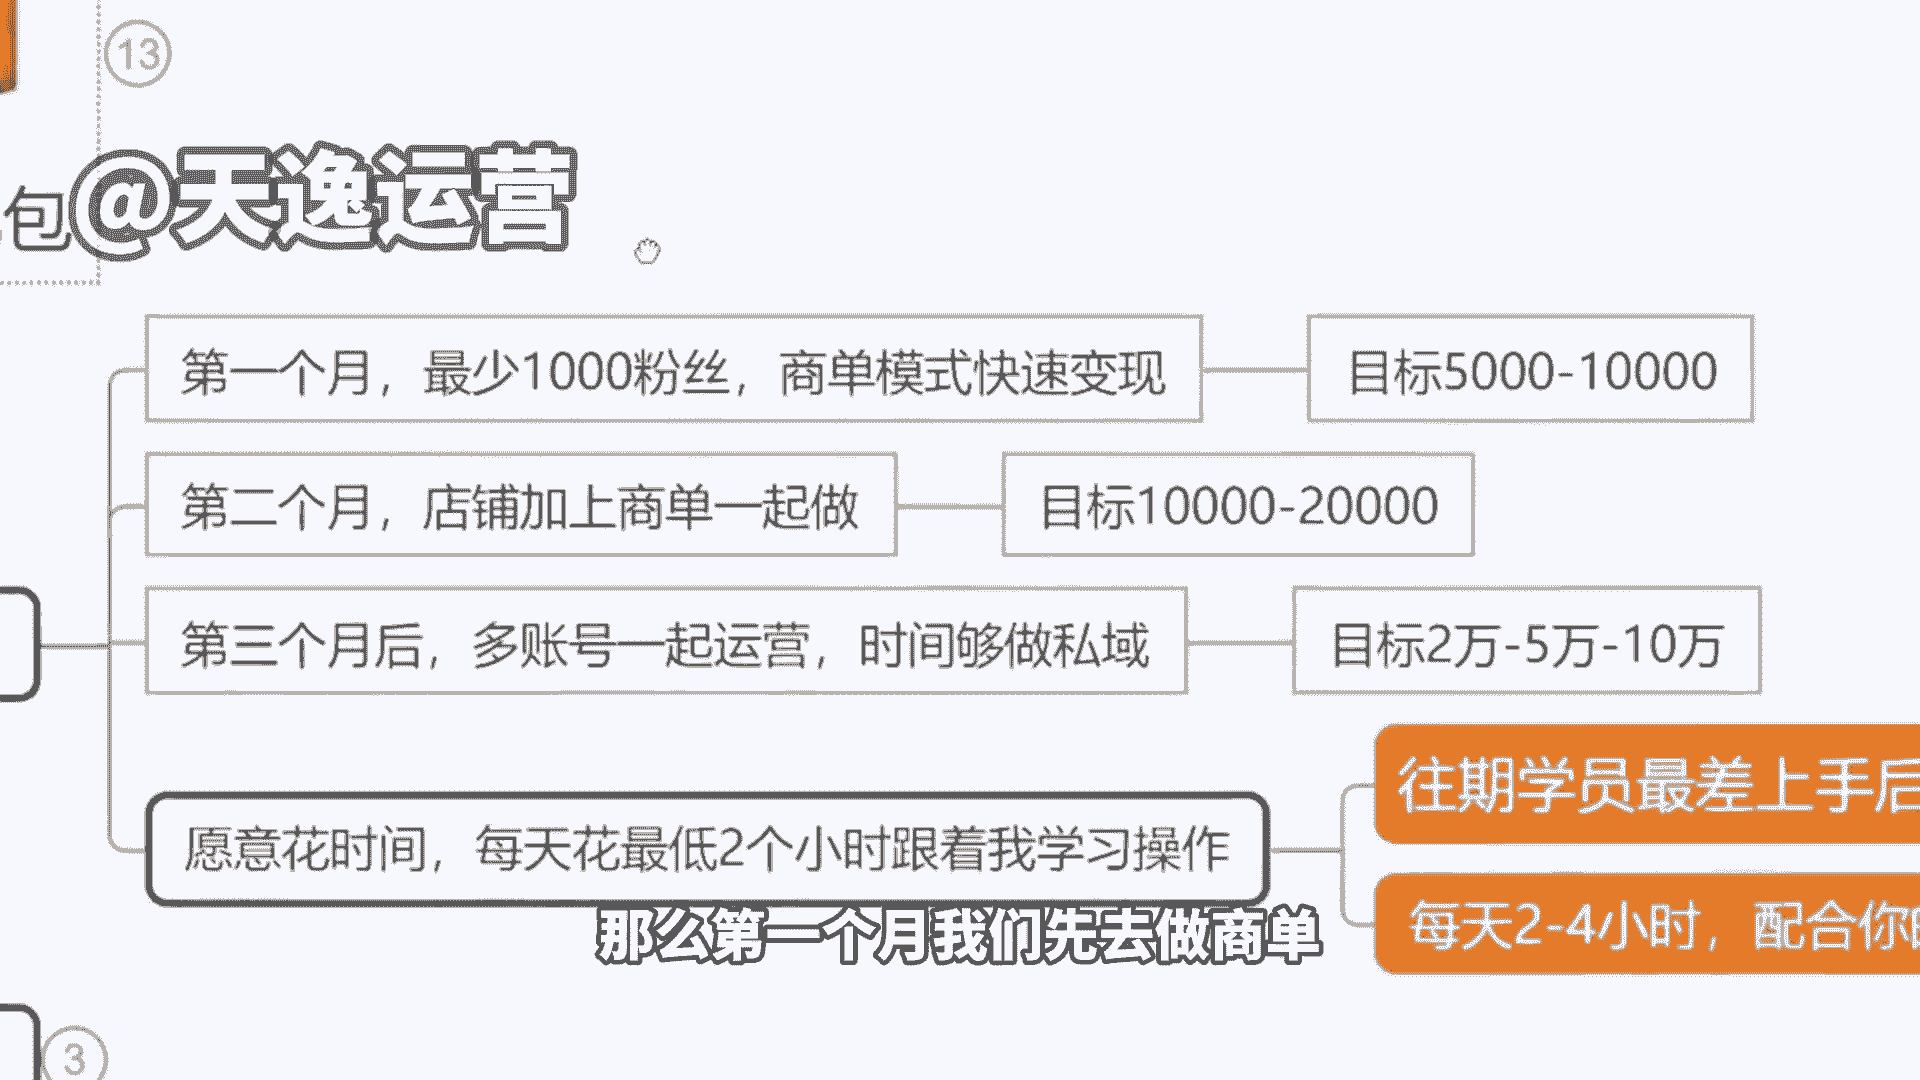 13
包
@天逸运营
第一个月，最少1000粉丝，商单模式快速变现
目标5000-10000
第二个月，店铺加上商单一起做
目标10000-20000
第三个月后，多账号一起运营，时间够做私域
目标2万-5万-10万
往期学员最差上手后
愿意花时间，每天花最低2个小时跟着我学习操作
每天2-4小时，配合你
那么第一个月我们先去做商单
3